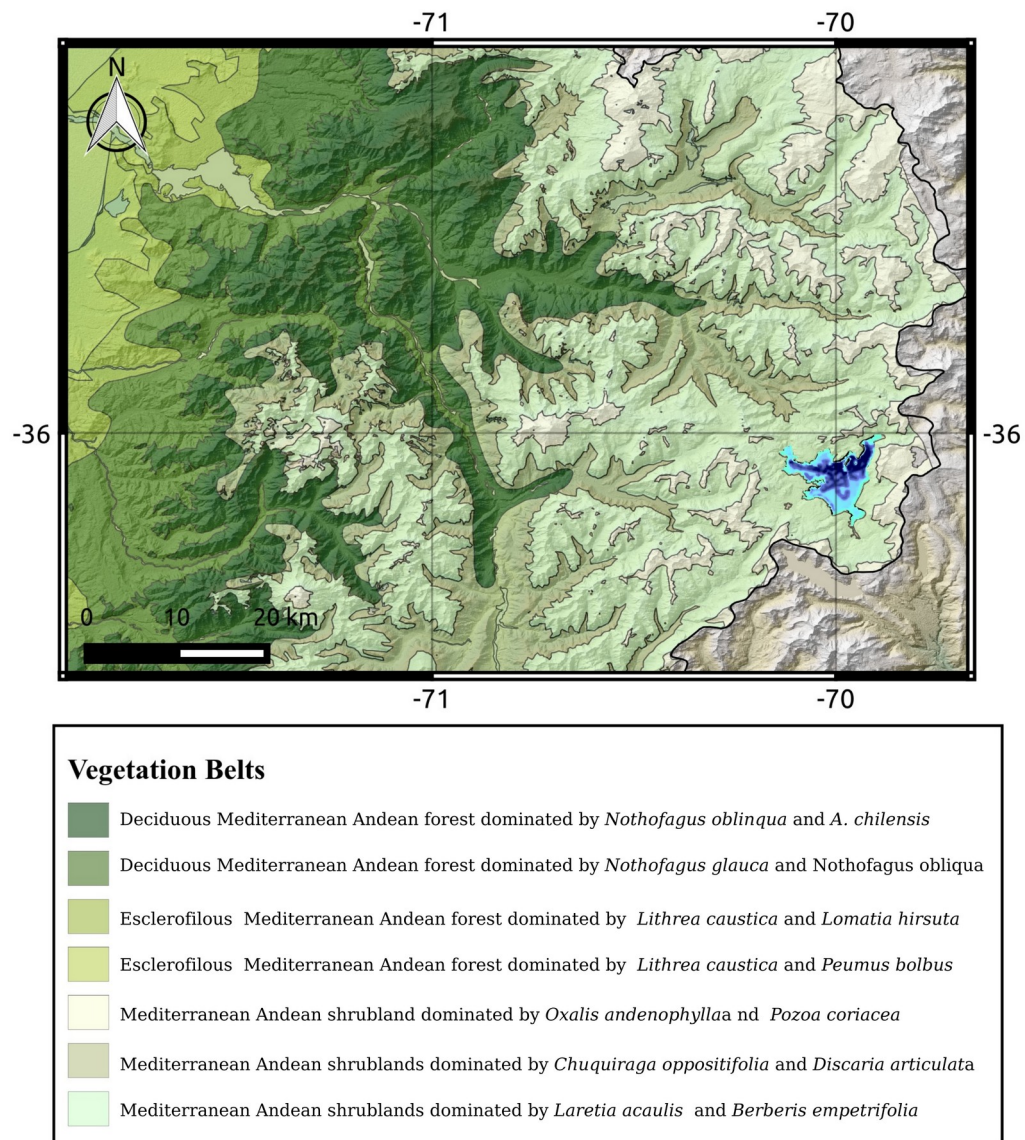 -71 -70
N
-36 -36
0 10 20 km
-71 -70
Vegetation Belts
Deciduous Mediterranean Andean forest dominated by Nothofagus oblinqua and A. chilensis
Deciduous Mediterranean Andean forest dominated by Nothofagus glauca and Nothofagus obliqua
Esclerofilous Mediterranean Andean forest dominated by Lithrea caustica and Lomatia hirsuta
Esclerofilous Mediterranean Andean forest dominated by Lithrea caustica and Peumus bolbus
Mediterranean Andean shrubland dominated by Oxalis andenophyllaa nd Pozoa coriacea
Mediterranean Andean shrublands dominated by Chuquiraga oppositifolia and Discaria articulata
Mediterranean Andean shrublands dominated by Laretia acaulis and Berberis empetrifolia